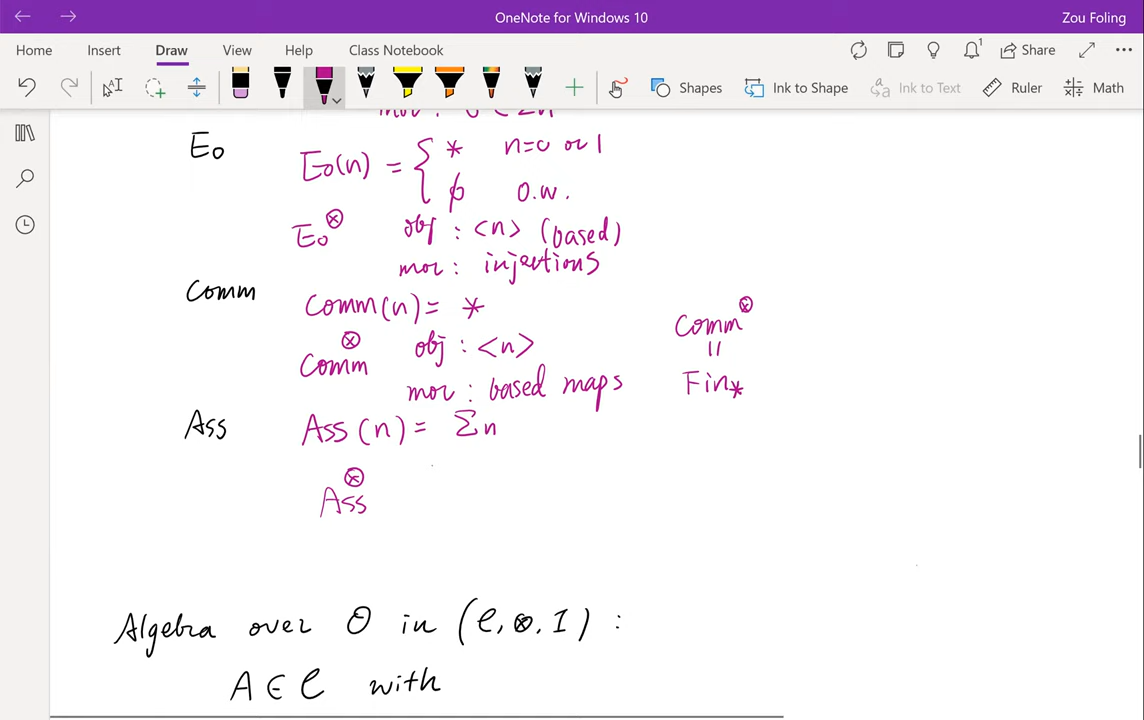 OneNote for Windows 10
Zou Foling
Home Insert Draw View Help Class Notebook
Share
Shapes Ink to Shape Ink to Text Ruler Math
E₀ E₀(n) = { * n=0 or 1
∅ o.w.
E₀^⊗ obj : <n> (based)
mor : injections
Comm Comm(n) = *
Comm^⊗ obj : <n>
mor : based maps
Comm^⊗
||
Fin*
Ass Ass(n) = Σn
Ass^⊗
Algebra over O in (C, ⊗, I) :
A ∈ C with